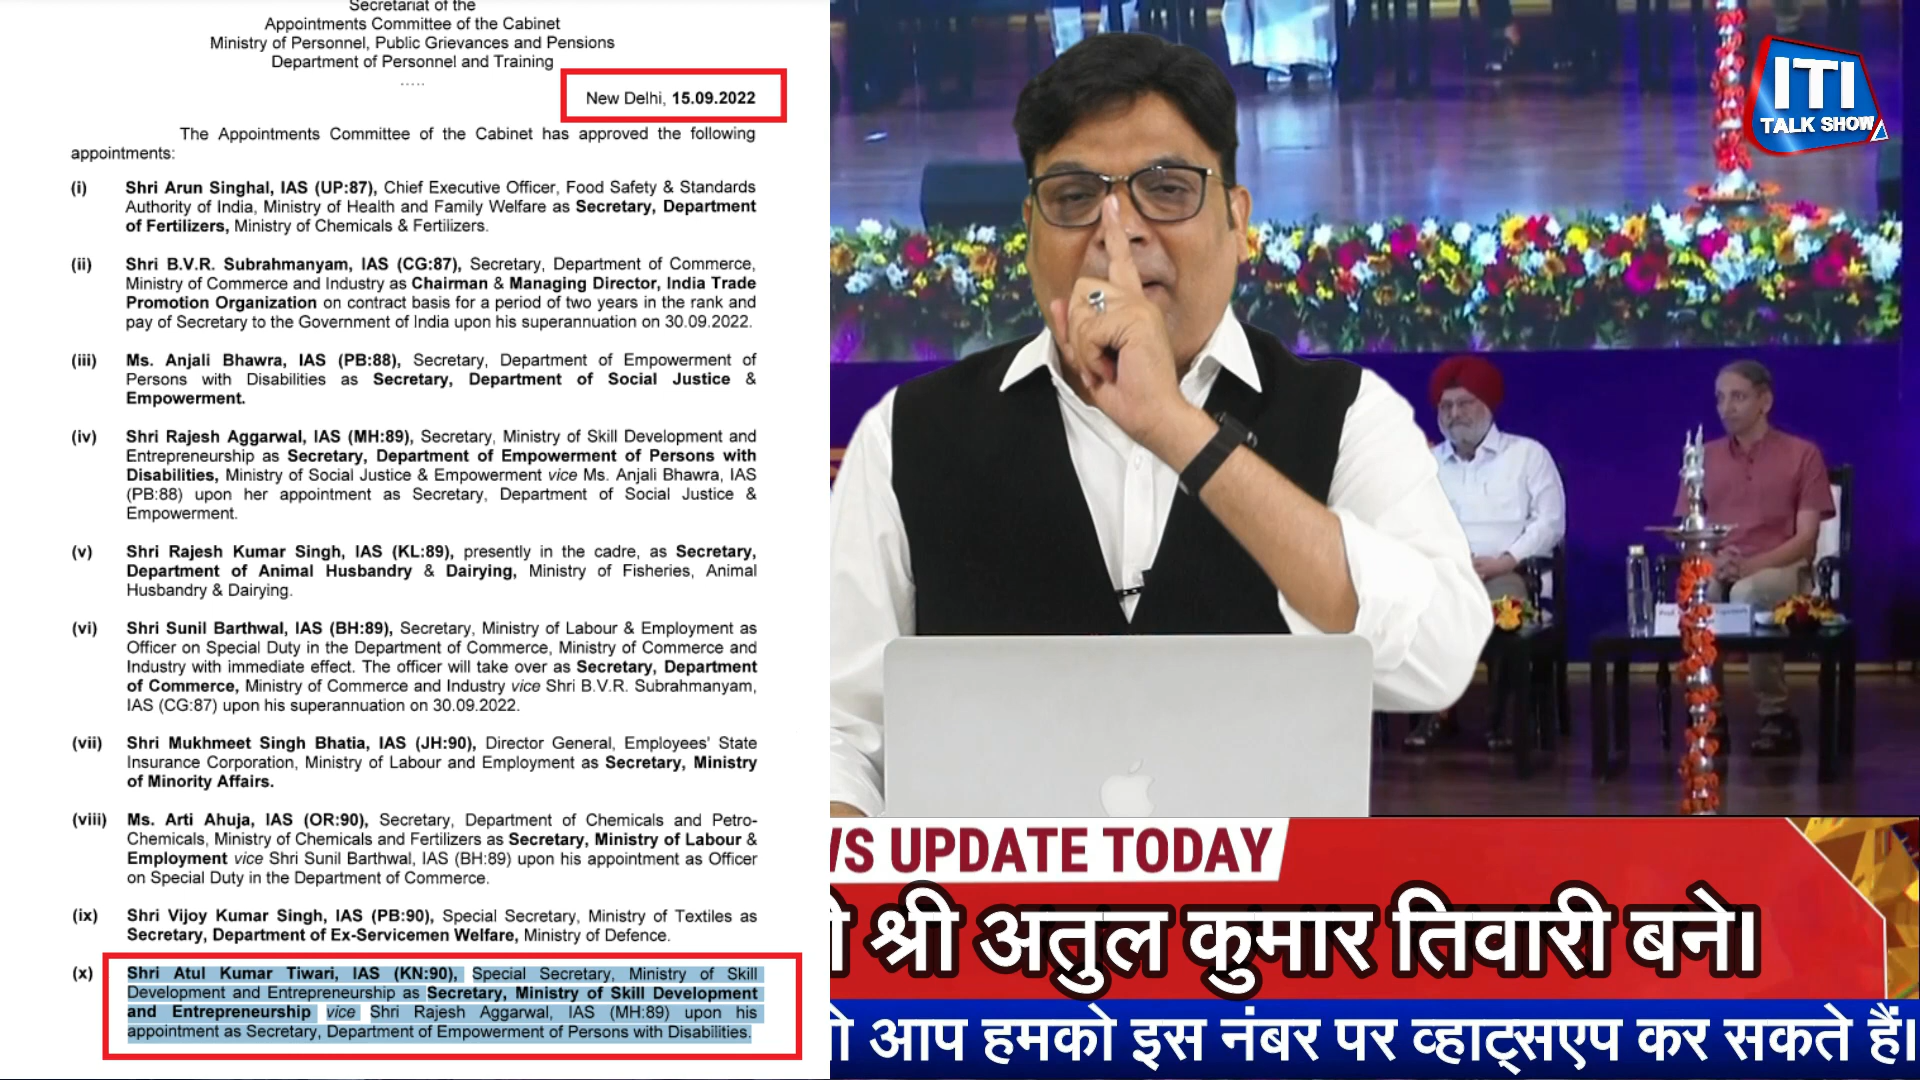 Secretariat of the
Appointments Committee of the Cabinet
Ministry of Personnel, Public Grievances and Pensions
Department of Personnel and Training
.....
New Delhi, 15.09.2022
The Appointments Committee of the Cabinet has approved the following
appointments:
(i) Shri Arun Singhal, IAS (UP:87), Chief Executive Officer, Food Safety & Standards
Authority of India, Ministry of Health and Family Welfare as Secretary, Department
of Fertilizers, Ministry of Chemicals & Fertilizers.
(ii) Shri B.V.R. Subrahmanyam, IAS (CG:87), Secretary, Department of Commerce,
Ministry of Commerce and Industry as Chairman & Managing Director, India Trade
Promotion Organization on contract basis for a period of two years in the rank and
pay of Secretary to the Government of India upon his superannuation on 30.09.2022.
(iii) Ms. Anjali Bhawra, IAS (PB:88), Secretary, Department of Empowerment of
Persons with Disabilities as Secretary, Department of Social Justice &
Empowerment.
(iv) Shri Rajesh Aggarwal, IAS (MH:89), Secretary, Ministry of Skill Development and
Entrepreneurship as Secretary, Department of Empowerment of Persons with
Disabilities, Ministry of Social Justice & Empowerment vice Ms. Anjali Bhawra, IAS
(PB:88) upon her appointment as Secretary, Department of Social Justice &
Empowerment.
(v) Shri Rajesh Kumar Singh, IAS (KL:89), presently in the cadre, as Secretary,
Department of Animal Husbandry & Dairying, Ministry of Fisheries, Animal
Husbandry & Dairying.
(vi) Shri Sunil Barthwal, IAS (BH:89), Secretary, Ministry of Labour & Employment as
Officer on Special Duty in the Department of Commerce, Ministry of Commerce and
Industry with immediate effect. The officer will take over as Secretary, Department
of Commerce, Ministry of Commerce and Industry vice Shri B.V.R. Subrahmanyam,
IAS (CG:87) upon his superannuation on 30.09.2022.
(vii) Shri Mukhmeet Singh Bhatia, IAS (JH:90), Director General, Employees' State
Insurance Corporation, Ministry of Labour and Employment as Secretary, Ministry
of Minority Affairs.
(viii) Ms. Arti Ahuja, IAS (OR:90), Secretary, Department of Chemicals and Petro-
Chemicals, Ministry of Chemicals and Fertilizers as Secretary, Ministry of Labour &
Employment vice Shri Sunil Barthwal, IAS (BH:89) upon his appointment as Officer
on Special Duty in the Department of Commerce.
(ix) Shri Vijoy Kumar Singh, IAS (PB:90), Special Secretary, Ministry of Textiles as
Secretary, Department of Ex-Servicemen Welfare, Ministry of Defence.
(x) Shri Atul Kumar Tiwari, IAS (KN:90), Special Secretary, Ministry of Skill
Development and Entrepreneurship as Secretary, Ministry of Skill Development
and Entrepreneurship vice Shri Rajesh Aggarwal, IAS (MH:89) upon his
appointment as Secretary, Department of Empowerment of Persons with Disabilities.
ITI
TALK SHOW
UPDATE TODAY
श्री अतुल कुमार तिवारी बने।
आप हमको इस नंबर पर व्हाट्सएप कर सकते हैं।